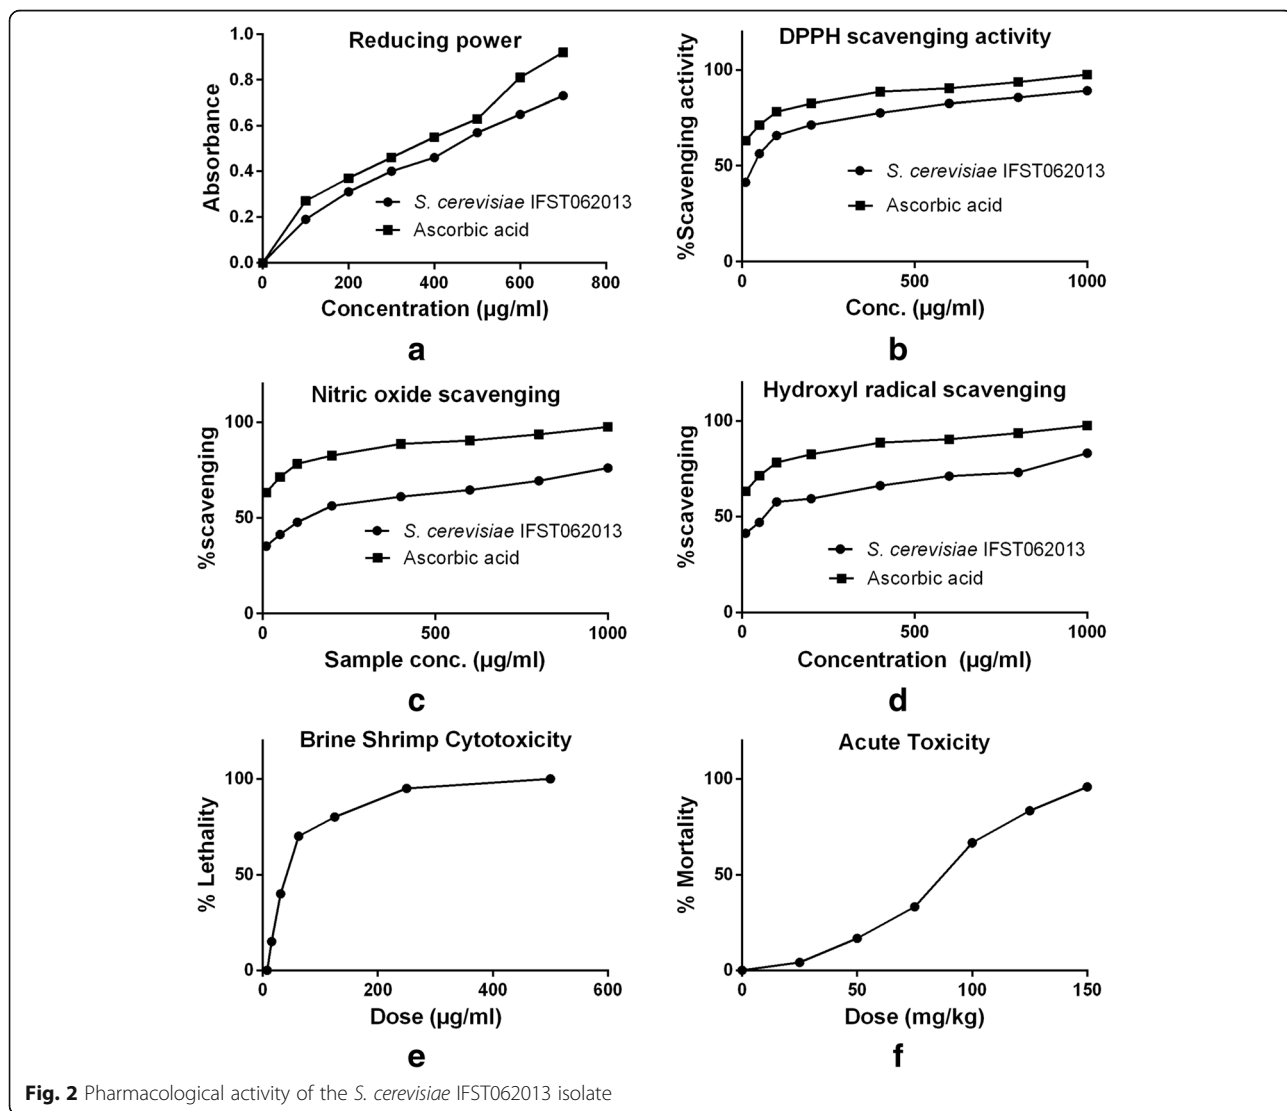 Reducing power
Absorbance
1.0
0.8
0.6
0.4
0.2
0.0
S. cerevisiae IFST062013
Ascorbic acid
0
200
400
600
800
Concentration (µg/ml)
a
DPPH scavenging activity
%Scavenging activity
100
50
0
S. cerevisiae IFST062013
Ascorbic acid
0
500
1000
Conc. (µg/ml)
b
Nitric oxide scavenging
%scavenging
100
50
0
S. cerevisiae IFST062013
Ascorbic acid
0
500
1000
Sample conc. (µg/ml)
c
Hydroxyl radical scavenging
%scavenging
100
50
0
S. cerevisiae IFST062013
Ascorbic acid
0
500
1000
Concentration (µg/ml)
d
Brine Shrimp Cytotoxicity
% Lethality
100
50
0
0
200
400
600
Dose (µg/ml)
e
Acute Toxicity
% Mortality
100
50
0
0
50
100
150
Dose (mg/kg)
f
Fig. 2 Pharmacological activity of the S. cerevisiae IFST062013 isolate